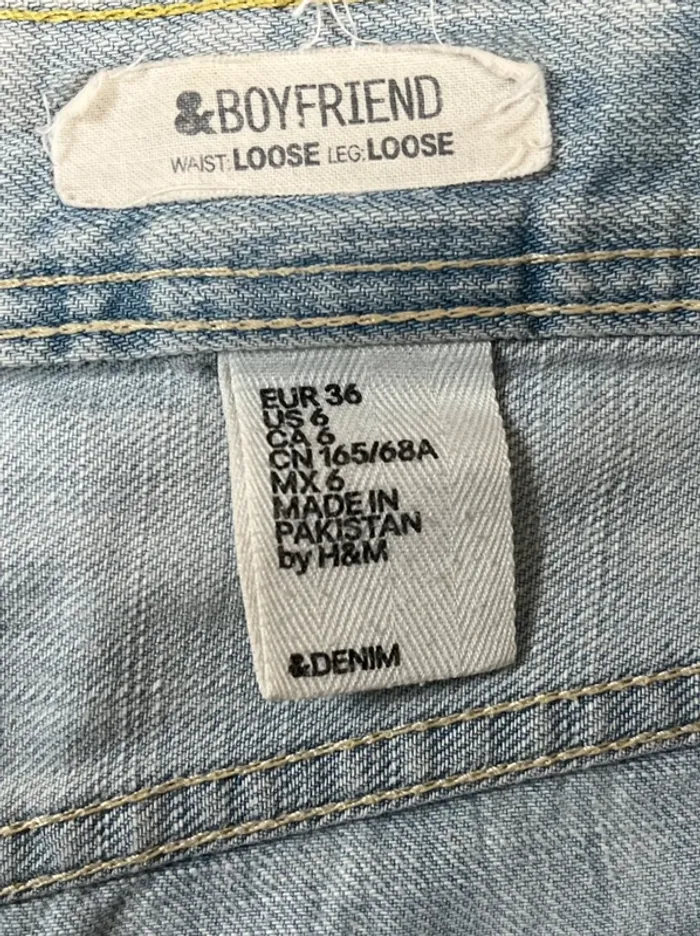 &BOYFRIEND
WAIST:LOOSE LEG:LOOSE
EUR 36
US 6
CA 6
CN 165/68A
MX 6
MADE IN
PAKISTAN
by H&M
&DENIM